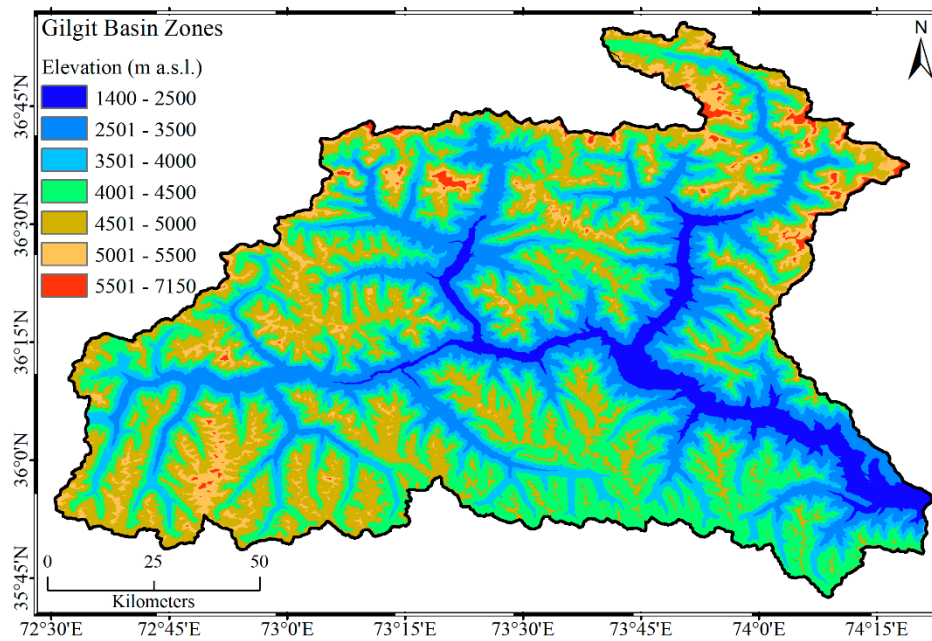 Gilgit Basin Zones
N
Elevation (m a.s.l.)
1400 - 2500
2501 - 3500
3501 - 4000
4001 - 4500
4501 - 5000
5001 - 5500
5501 - 7150
36°45'N
36°30'N
36°15'N
36°0'N
35°45'N
0 25 50
Kilometers
72°30'E 72°45'E 73°0'E 73°15'E 73°30'E 73°45'E 74°0'E 74°15'E